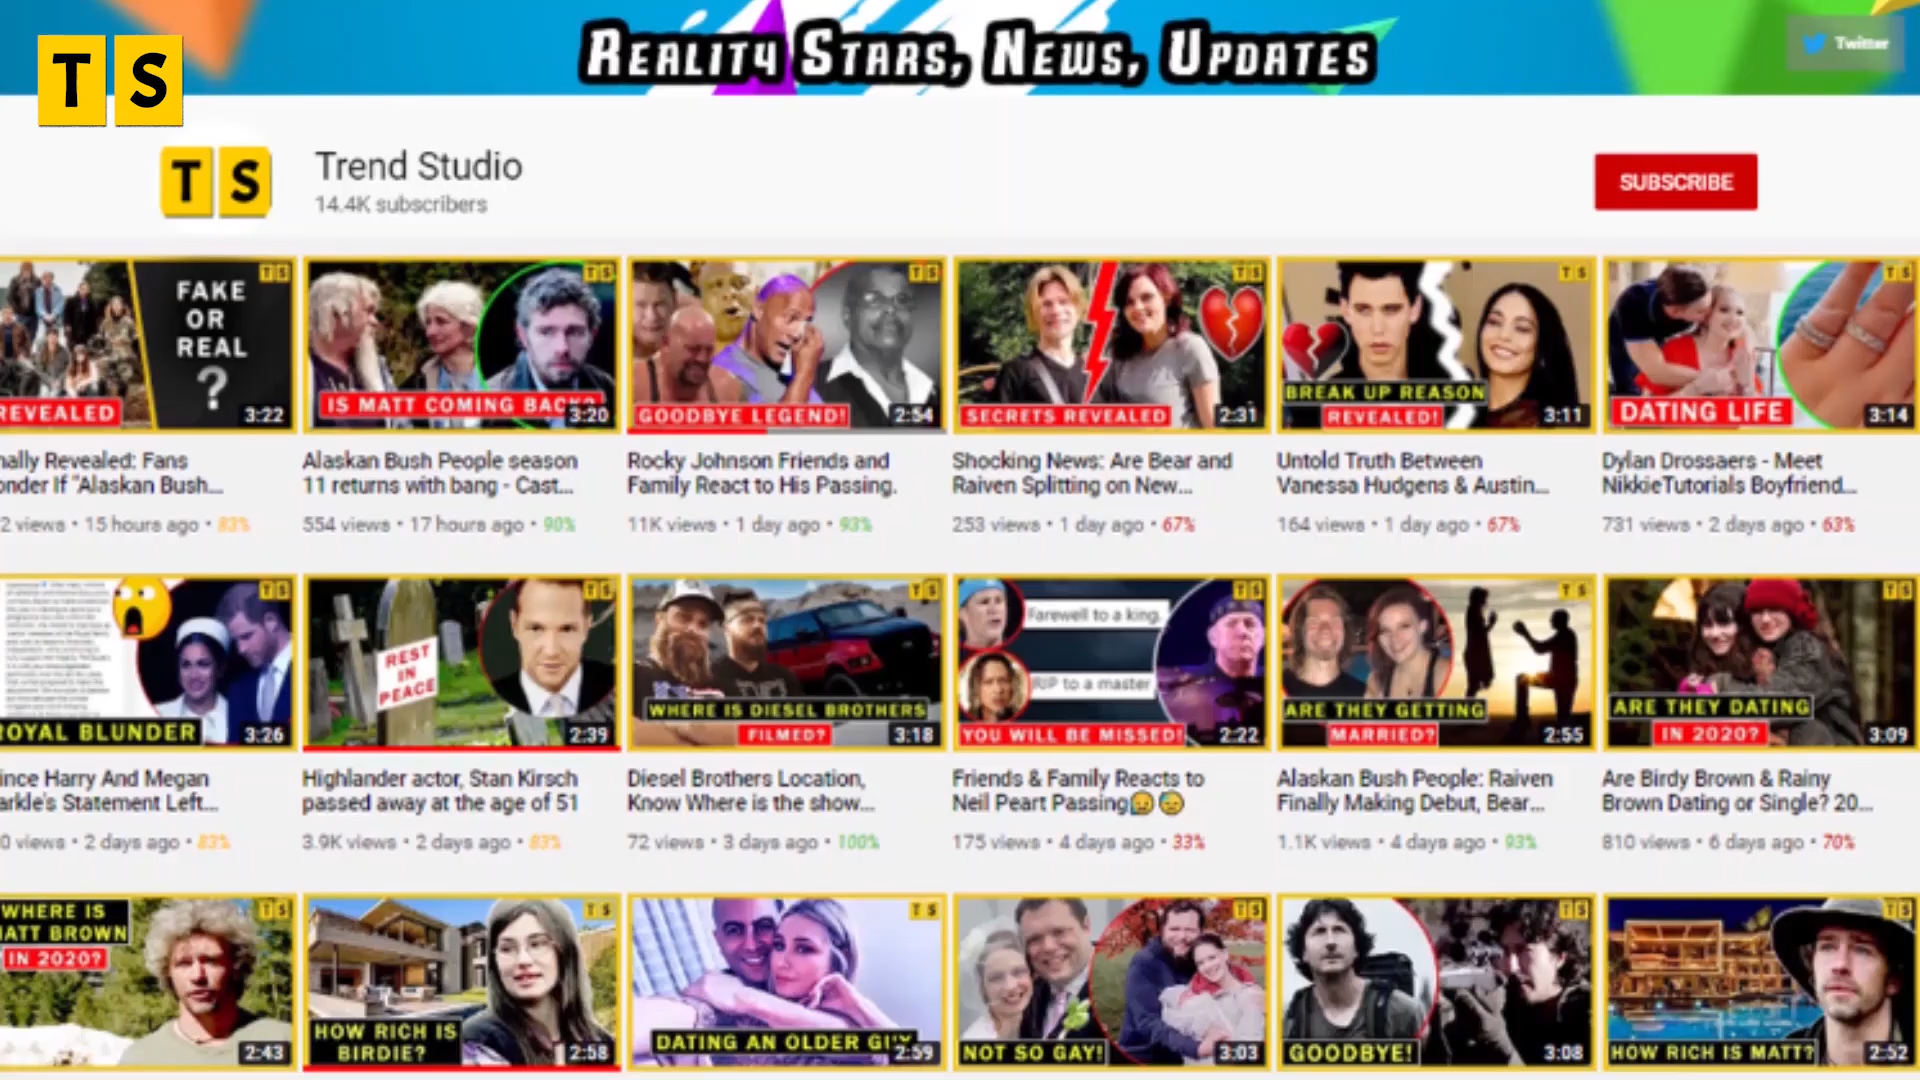 REALITY STARS, NEWS, UPDATES
Twitter
T S
T S
Trend Studio
14.4K subscribers
SUBSCRIBE
T S
FAKE
OR
REAL
?
REVEALED
3:22
T S
IS MATT COMING BACK?
3:20
T S
GOODBYE LEGEND!
2:54
T S
SECRETS REVEALED
2:31
T S
BREAK UP REASON
REVEALED!
3:11
T S
DATING LIFE
3:14
nally Revealed: Fans
onder If "Alaskan Bush...
2 views • 15 hours ago • 83%
Alaskan Bush People season
11 returns with bang - Cast...
554 views • 17 hours ago • 90%
Rocky Johnson Friends and
Family React to His Passing.
11K views • 1 day ago • 93%
Shocking News: Are Bear and
Raiven Splitting on New...
253 views • 1 day ago • 67%
Untold Truth Between
Vanessa Hudgens & Austin...
164 views • 1 day ago • 67%
Dylan Drossaers - Meet
NikkieTutorials Boyfriend...
731 views • 2 days ago • 63%
T S
ROYAL BLUNDER
3:26
T S
REST
IN
PEACE
2:39
T S
WHERE IS DIESEL BROTHERS
FILMED?
3:18
T S
Farewell to a king.
RIP to a master
YOU WILL BE MISSED!
2:22
T S
ARE THEY GETTING
MARRIED?
2:55
T S
ARE THEY DATING
IN 2020?
3:09
ince Harry And Megan
arkle's Statement Left...
0 views • 2 days ago • 83%
Highlander actor, Stan Kirsch
passed away at the age of 51
3.9K views • 2 days ago • 83%
Diesel Brothers Location,
Know Where is the show...
72 views • 3 days ago • 100%
Friends & Family Reacts to
Neil Peart Passing
175 views • 4 days ago • 33%
Alaskan Bush People: Raiven
Finally Making Debut, Bear...
1.1K views • 4 days ago • 93%
Are Birdy Brown & Rainy
Brown Dating or Single? 20...
810 views • 6 days ago • 70%
T S
WHERE IS
MATT BROWN
IN 2020?
2:43
T S
HOW RICH IS
BIRDIE?
2:58
T S
DATING AN OLDER GUY
2:59
T S
NOT SO GAY!
3:03
T S
GOODBYE!
3:08
T S
HOW RICH IS MATT?
2:52